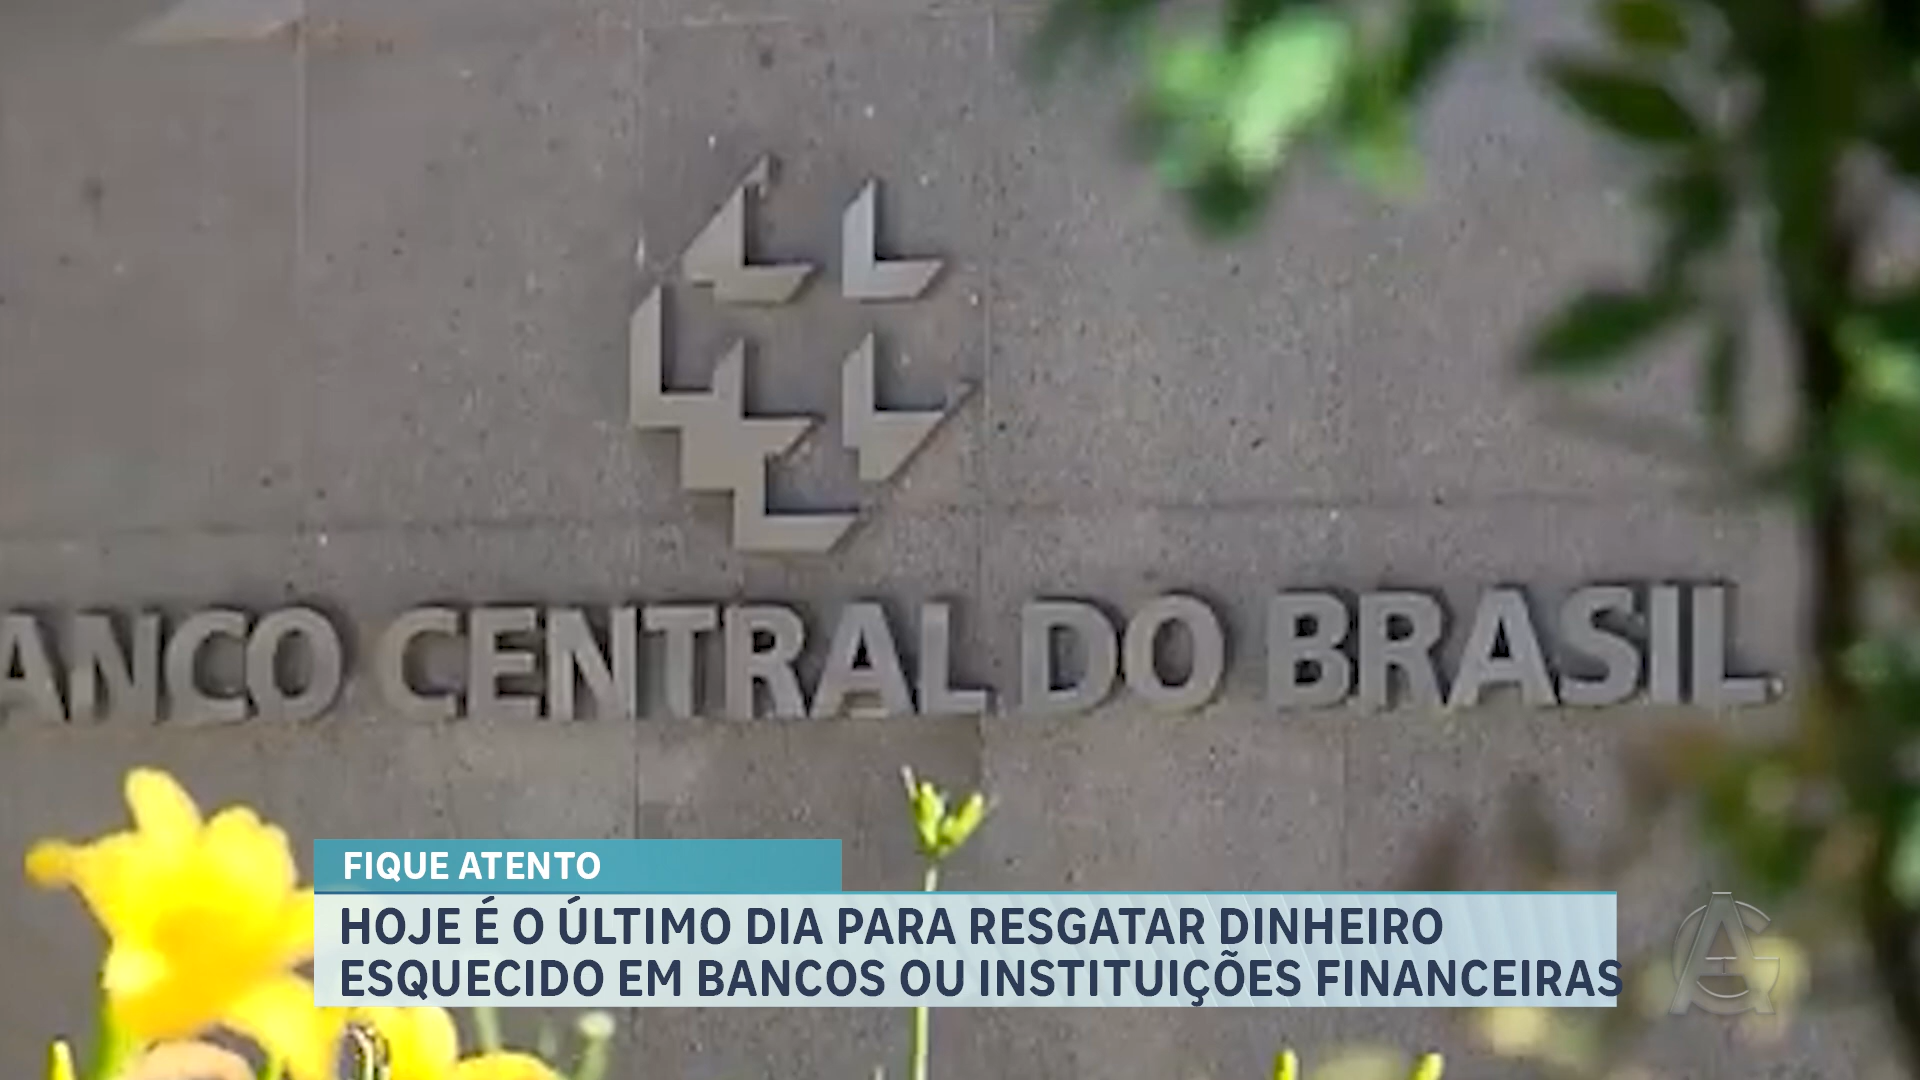 ANCO CENTRAL DO BRASIL
FIQUE ATENTO
HOJE É O ÚLTIMO DIA PARA RESGATAR DINHEIRO
ESQUECIDO EM BANCOS OU INSTITUIÇÕES FINANCEIRAS